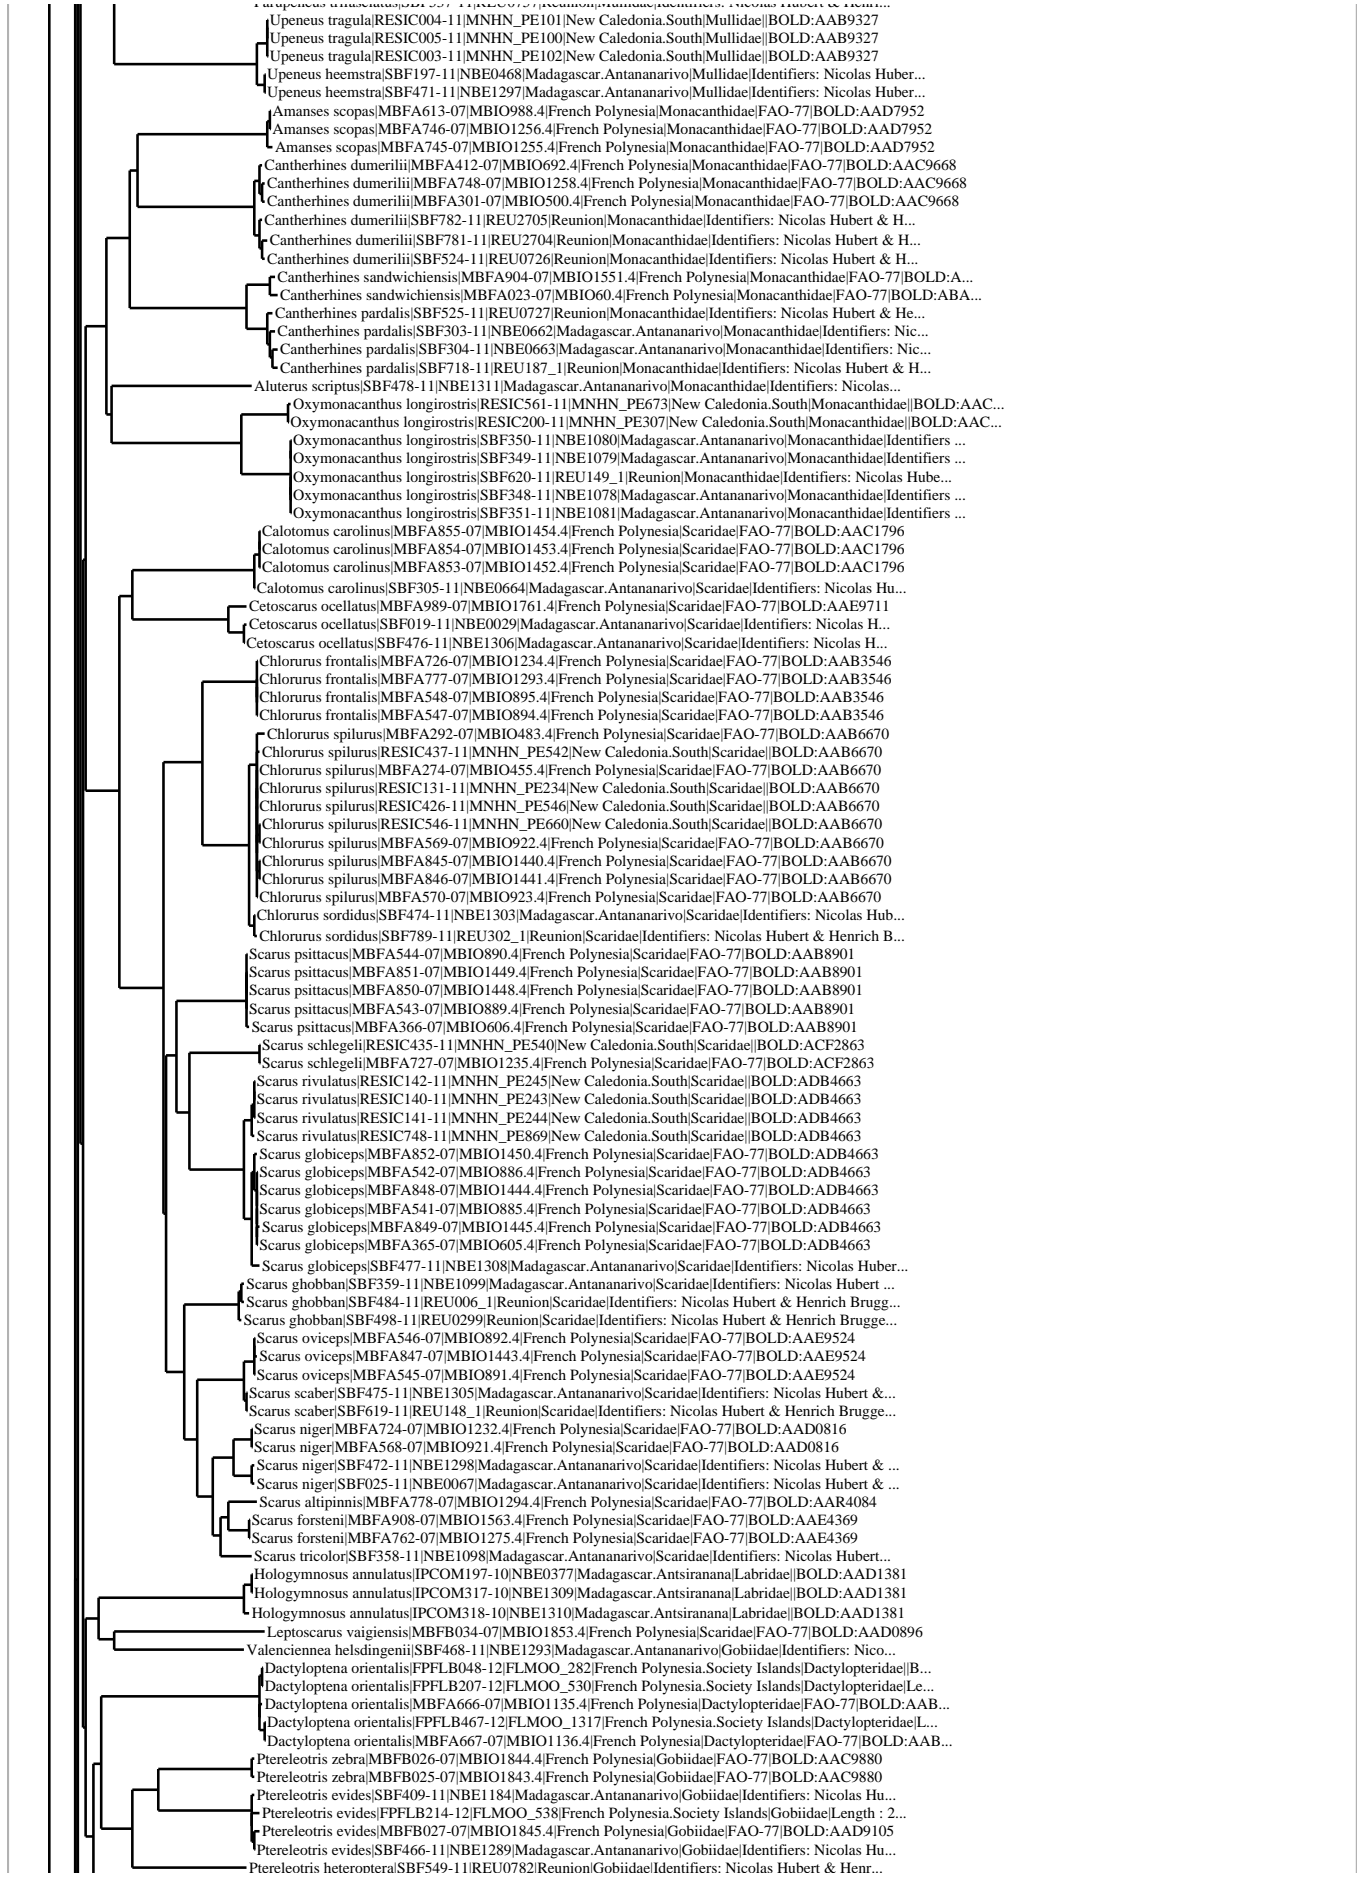 Upeneus tragula|RESIC004-11|MNHN_PE101|New Caledonia.South|Mullidae||BOLD:AAB9327
Upeneus tragula|RESIC005-11|MNHN_PE100|New Caledonia.South|Mullidae||BOLD:AAB9327
Upeneus tragula|RESIC003-11|MNHN_PE102|New Caledonia.South|Mullidae||BOLD:AAB9327
Upeneus heemstra|SBF197-11|NBE0468|Madagascar.Antananarivo|Mullidae|Identifiers: Nicolas Huber...
Upeneus heemstra|SBF471-11|NBE1297|Madagascar.Antananarivo|Mullidae|Identifiers: Nicolas Huber...
Amanses scopas|MBFA613-07|MBIO988.4|French Polynesia|Monacanthidae|FAO-77|BOLD:AAD7952
Amanses scopas|MBFA746-07|MBIO1256.4|French Polynesia|Monacanthidae|FAO-77|BOLD:AAD7952
Amanses scopas|MBFA745-07|MBIO1255.4|French Polynesia|Monacanthidae|FAO-77|BOLD:AAD7952
Cantherhines dumerilii|MBFA412-07|MBIO692.4|French Polynesia|Monacanthidae|FAO-77|BOLD:AAC9668
Cantherhines dumerilii|MBFA748-07|MBIO1258.4|French Polynesia|Monacanthidae|FAO-77|BOLD:AAC9668
Cantherhines dumerilii|MBFA301-07|MBIO500.4|French Polynesia|Monacanthidae|FAO-77|BOLD:AAC9668
Cantherhines dumerilii|SBF782-11|REU2705|Reunion|Monacanthidae|Identifiers: Nicolas Hubert & H...
Cantherhines dumerilii|SBF781-11|REU2704|Reunion|Monacanthidae|Identifiers: Nicolas Hubert & H...
Cantherhines dumerilii|SBF524-11|REU0726|Reunion|Monacanthidae|Identifiers: Nicolas Hubert & H...
Cantherhines sandwichiensis|MBFA904-07|MBIO1551.4|French Polynesia|Monacanthidae|FAO-77|BOLD:A...
Cantherhines sandwichiensis|MBFA023-07|MBIO60.4|French Polynesia|Monacanthidae|FAO-77|BOLD:ABA...
Cantherhines pardalis|SBF525-11|REU0727|Reunion|Monacanthidae|Identifiers: Nicolas Hubert & He...
Cantherhines pardalis|SBF303-11|NBE0662|Madagascar.Antananarivo|Monacanthidae|Identifiers: Nic...
Cantherhines pardalis|SBF304-11|NBE0663|Madagascar.Antananarivo|Monacanthidae|Identifiers: Nic...
Cantherhines pardalis|SBF718-11|REU187_1|Reunion|Monacanthidae|Identifiers: Nicolas Hubert & H...
Aluterus scriptus|SBF478-11|NBE1311|Madagascar.Antananarivo|Monacanthidae|Identifiers: Nicolas...
Oxymonacanthus longirostris|RESIC561-11|MNHN_PE673|New Caledonia.South|Monacanthidae||BOLD:AAC...
Oxymonacanthus longirostris|RESIC200-11|MNHN_PE307|New Caledonia.South|Monacanthidae||BOLD:AAC...
Oxymonacanthus longirostris|SBF350-11|NBE1080|Madagascar.Antananarivo|Monacanthidae|Identifiers ...
Oxymonacanthus longirostris|SBF349-11|NBE1079|Madagascar.Antananarivo|Monacanthidae|Identifiers ...
Oxymonacanthus longirostris|SBF620-11|REU149_1|Reunion|Monacanthidae|Identifiers: Nicolas Hube...
Oxymonacanthus longirostris|SBF348-11|NBE1078|Madagascar.Antananarivo|Monacanthidae|Identifiers ...
Oxymonacanthus longirostris|SBF351-11|NBE1081|Madagascar.Antananarivo|Monacanthidae|Identifiers ...
Calotomus carolinus|MBFA855-07|MBIO1454.4|French Polynesia|Scaridae|FAO-77|BOLD:AAC1796
Calotomus carolinus|MBFA854-07|MBIO1453.4|French Polynesia|Scaridae|FAO-77|BOLD:AAC1796
Calotomus carolinus|MBFA853-07|MBIO1452.4|French Polynesia|Scaridae|FAO-77|BOLD:AAC1796
Calotomus carolinus|SBF305-11|NBE0664|Madagascar.Antananarivo|Scaridae|Identifiers: Nicolas Hu...
Cetoscarus ocellatus|MBFA989-07|MBIO1761.4|French Polynesia|Scaridae|FAO-77|BOLD:AAE9711
Cetoscarus ocellatus|SBF019-11|NBE0029|Madagascar.Antananarivo|Scaridae|Identifiers: Nicolas H...
Cetoscarus ocellatus|SBF476-11|NBE1306|Madagascar.Antananarivo|Scaridae|Identifiers: Nicolas H...
Chlorurus frontalis|MBFA726-07|MBIO1234.4|French Polynesia|Scaridae|FAO-77|BOLD:AAB3546
Chlorurus frontalis|MBFA777-07|MBIO1293.4|French Polynesia|Scaridae|FAO-77|BOLD:AAB3546
Chlorurus frontalis|MBFA548-07|MBIO895.4|French Polynesia|Scaridae|FAO-77|BOLD:AAB3546
Chlorurus frontalis|MBFA547-07|MBIO894.4|French Polynesia|Scaridae|FAO-77|BOLD:AAB3546
Chlorurus spilurus|MBFA292-07|MBIO483.4|French Polynesia|Scaridae|FAO-77|BOLD:AAB6670
Chlorurus spilurus|RESIC437-11|MNHN_PE542|New Caledonia.South|Scaridae||BOLD:AAB6670
Chlorurus spilurus|MBFA274-07|MBIO455.4|French Polynesia|Scaridae|FAO-77|BOLD:AAB6670
Chlorurus spilurus|RESIC131-11|MNHN_PE234|New Caledonia.South|Scaridae||BOLD:AAB6670
Chlorurus spilurus|RESIC426-11|MNHN_PE546|New Caledonia.South|Scaridae||BOLD:AAB6670
Chlorurus spilurus|RESIC546-11|MNHN_PE660|New Caledonia.South|Scaridae||BOLD:AAB6670
Chlorurus spilurus|MBFA569-07|MBIO922.4|French Polynesia|Scaridae|FAO-77|BOLD:AAB6670
Chlorurus spilurus|MBFA845-07|MBIO1440.4|French Polynesia|Scaridae|FAO-77|BOLD:AAB6670
Chlorurus spilurus|MBFA846-07|MBIO1441.4|French Polynesia|Scaridae|FAO-77|BOLD:AAB6670
Chlorurus spilurus|MBFA570-07|MBIO923.4|French Polynesia|Scaridae|FAO-77|BOLD:AAB6670
Chlorurus sordidus|SBF474-11|NBE1303|Madagascar.Antananarivo|Scaridae|Identifiers: Nicolas Hub...
Chlorurus sordidus|SBF789-11|REU302_1|Reunion|Scaridae|Identifiers: Nicolas Hubert & Henrich B...
Scarus psittacus|MBFA544-07|MBIO890.4|French Polynesia|Scaridae|FAO-77|BOLD:AAB8901
Scarus psittacus|MBFA851-07|MBIO1449.4|French Polynesia|Scaridae|FAO-77|BOLD:AAB8901
Scarus psittacus|MBFA850-07|MBIO1448.4|French Polynesia|Scaridae|FAO-77|BOLD:AAB8901
Scarus psittacus|MBFA543-07|MBIO889.4|French Polynesia|Scaridae|FAO-77|BOLD:AAB8901
Scarus psittacus|MBFA366-07|MBIO606.4|French Polynesia|Scaridae|FAO-77|BOLD:AAB8901
Scarus schlegeli|RESIC435-11|MNHN_PE540|New Caledonia.South|Scaridae||BOLD:ACF2863
Scarus schlegeli|MBFA727-07|MBIO1235.4|French Polynesia|Scaridae|FAO-77|BOLD:ACF2863
Scarus rivulatus|RESIC142-11|MNHN_PE245|New Caledonia.South|Scaridae||BOLD:ADB4663
Scarus rivulatus|RESIC140-11|MNHN_PE243|New Caledonia.South|Scaridae||BOLD:ADB4663
Scarus rivulatus|RESIC141-11|MNHN_PE244|New Caledonia.South|Scaridae||BOLD:ADB4663
Scarus rivulatus|RESIC748-11|MNHN_PE869|New Caledonia.South|Scaridae||BOLD:ADB4663
Scarus globiceps|MBFA852-07|MBIO1450.4|French Polynesia|Scaridae|FAO-77|BOLD:ADB4663
Scarus globiceps|MBFA542-07|MBIO886.4|French Polynesia|Scaridae|FAO-77|BOLD:ADB4663
Scarus globiceps|MBFA848-07|MBIO1444.4|French Polynesia|Scaridae|FAO-77|BOLD:ADB4663
Scarus globiceps|MBFA541-07|MBIO885.4|French Polynesia|Scaridae|FAO-77|BOLD:ADB4663
Scarus globiceps|MBFA849-07|MBIO1445.4|French Polynesia|Scaridae|FAO-77|BOLD:ADB4663
Scarus globiceps|MBFA365-07|MBIO605.4|French Polynesia|Scaridae|FAO-77|BOLD:ADB4663
Scarus globiceps|SBF477-11|NBE1308|Madagascar.Antananarivo|Scaridae|Identifiers: Nicolas Huber...
Scarus ghobban|SBF359-11|NBE1099|Madagascar.Antananarivo|Scaridae|Identifiers: Nicolas Hubert ...
Scarus ghobban|SBF484-11|REU006_1|Reunion|Scaridae|Identifiers: Nicolas Hubert & Henrich Brugg...
Scarus ghobban|SBF498-11|REU0299|Reunion|Scaridae|Identifiers: Nicolas Hubert & Henrich Brugge...
Scarus oviceps|MBFA546-07|MBIO892.4|French Polynesia|Scaridae|FAO-77|BOLD:AAE9524
Scarus oviceps|MBFA847-07|MBIO1443.4|French Polynesia|Scaridae|FAO-77|BOLD:AAE9524
Scarus oviceps|MBFA545-07|MBIO891.4|French Polynesia|Scaridae|FAO-77|BOLD:AAE9524
Scarus scaber|SBF475-11|NBE1305|Madagascar.Antananarivo|Scaridae|Identifiers: Nicolas Hubert &...
Scarus scaber|SBF619-11|REU148_1|Reunion|Scaridae|Identifiers: Nicolas Hubert & Henrich Brugge...
Scarus niger|MBFA724-07|MBIO1232.4|French Polynesia|Scaridae|FAO-77|BOLD:AAD0816
Scarus niger|MBFA568-07|MBIO921.4|French Polynesia|Scaridae|FAO-77|BOLD:AAD0816
Scarus niger|SBF472-11|NBE1298|Madagascar.Antananarivo|Scaridae|Identifiers: Nicolas Hubert & ...
Scarus niger|SBF025-11|NBE0067|Madagascar.Antananarivo|Scaridae|Identifiers: Nicolas Hubert & ...
Scarus altipinnis|MBFA778-07|MBIO1294.4|French Polynesia|Scaridae|FAO-77|BOLD:AAR4084
Scarus forsteni|MBFA908-07|MBIO1563.4|French Polynesia|Scaridae|FAO-77|BOLD:AAE4369
Scarus forsteni|MBFA762-07|MBIO1275.4|French Polynesia|Scaridae|FAO-77|BOLD:AAE4369
Scarus tricolor|SBF358-11|NBE1098|Madagascar.Antananarivo|Scaridae|Identifiers: Nicolas Hubert...
Hologymnosus annulatus|IPCOM197-10|NBE0377|Madagascar.Antsiranana|Labridae||BOLD:AAD1381
Hologymnosus annulatus|IPCOM317-10|NBE1309|Madagascar.Antsiranana|Labridae||BOLD:AAD1381
Hologymnosus annulatus|IPCOM318-10|NBE1310|Madagascar.Antsiranana|Labridae||BOLD:AAD1381
Leptoscarus vaigiensis|MBFB034-07|MBIO1853.4|French Polynesia|Scaridae|FAO-77|BOLD:AAD0896
Valenciennea helsdingenii|SBF468-11|NBE1293|Madagascar.Antananarivo|Gobiidae|Identifiers: Nico...
Dactyloptena orientalis|FPFLB048-12|FLMOO_282|French Polynesia.Society Islands|Dactylopteridae||B...
Dactyloptena orientalis|FPFLB207-12|FLMOO_530|French Polynesia.Society Islands|Dactylopteridae|Le...
Dactyloptena orientalis|MBFA666-07|MBIO1135.4|French Polynesia|Dactylopteridae|FAO-77|BOLD:AAB...
Dactyloptena orientalis|FPFLB467-12|FLMOO_1317|French Polynesia.Society Islands|Dactylopteridae|L...
Dactyloptena orientalis|MBFA667-07|MBIO1136.4|French Polynesia|Dactylopteridae|FAO-77|BOLD:AAB...
Ptereleotris zebra|MBFB026-07|MBIO1844.4|French Polynesia|Gobiidae|FAO-77|BOLD:AAC9880
Ptereleotris zebra|MBFB025-07|MBIO1843.4|French Polynesia|Gobiidae|FAO-77|BOLD:AAC9880
Ptereleotris evides|SBF409-11|NBE1184|Madagascar.Antananarivo|Gobiidae|Identifiers: Nicolas Hu...
Ptereleotris evides|FPFLB214-12|FLMOO_538|French Polynesia.Society Islands|Gobiidae|Length : 2...
Ptereleotris evides|MBFB027-07|MBIO1845.4|French Polynesia|Gobiidae|FAO-77|BOLD:AAD9105
Ptereleotris evides|SBF466-11|NBE1289|Madagascar.Antananarivo|Gobiidae|Identifiers: Nicolas Hu...
Ptereleotris heteroptera|SBF549-11|REU0782|Reunion|Gobiidae|Identifiers: Nicolas Hubert & Henr...